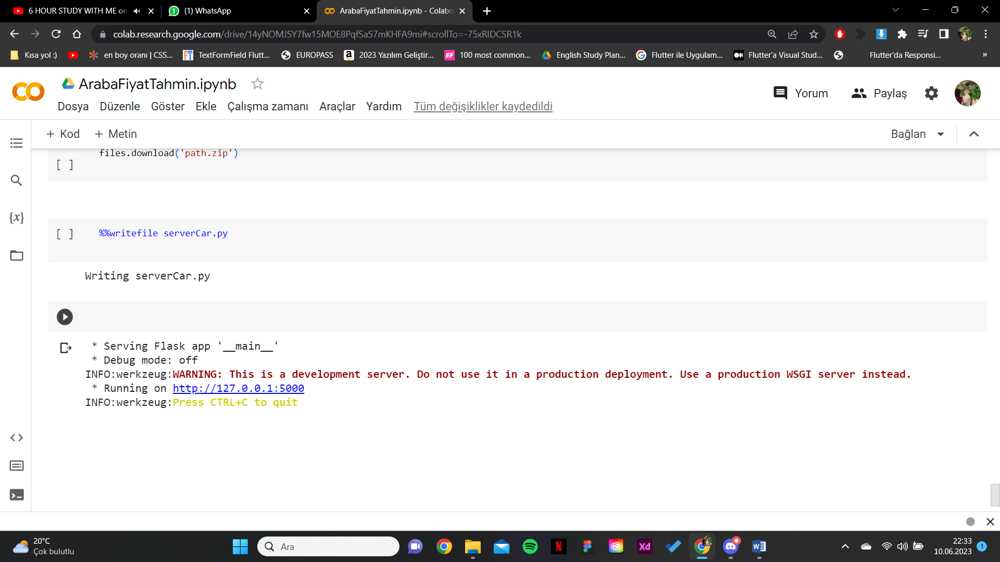 6 HOUR STUDY WITH ME on
(1) WhatsApp
ArabaFiyatTahmin.ipynb - Colabo
colab.research.google.com/drive/14yNOMJSY7fw15MOE8PqfSaS7mKHFA9mi#scrollTo=-75xRIDCSR1k
Kısa yol :)
en boy oranı | CSS...
FT TextFormField Flutt...
EUROPASS
a 2023 Yazılım Geliştir...
EF 100 most common...
English Study Plan...
G Flutter ile Uygulam...
Flutter'a Visual Stud...
Flutter'da Responsi...
»
CO ArabaFiyatTahmin.ipynb
Yorum Paylaş
Dosya Düzenle Göster Ekle Çalışma zamanı Araçlar Yardım Tüm değişiklikler kaydedildi
+ Kod + Metin Bağlan
files.download('path.zip')
[ ]
{x}
[ ] %%writefile serverCar.py
Writing serverCar.py
* Serving Flask app '__main__'
* Debug mode: off
INFO:werkzeug:WARNING: This is a development server. Do not use it in a production deployment. Use a production WSGI server instead.
* Running on http://127.0.0.1:5000
INFO:werkzeug:Press CTRL+C to quit
<>
20°C
Çok bulutlu
Ara
N
Xd
W
22:33
10.06.2023
1